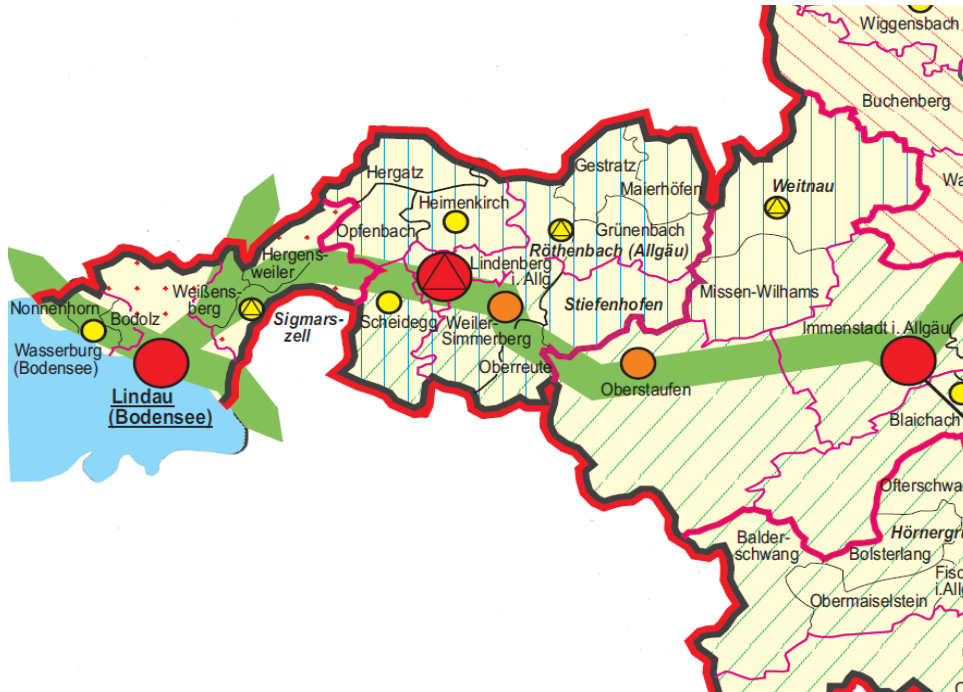 Wiggensbach
Buchenberg
Gestratz
Hergatz
Maierhöfen
Weitnau
Heimenkirch
Opfenbach
Grünenbach
Röthenbach (Allgäu)
Hergens-
weiler
Lindenberg
i. Allg.
Weißens-
berg
Missen-Wilhams
Stiefenhofen
Nonnenhorn
Bodolz
Sigmars-
zell
Scheidegg
Weiler-
Simmerberg
Immenstadt i. Allgäu
Wasserburg
(Bodensee)
Oberreute
Lindau
(Bodensee)
Oberstaufen
Blaichach
Balder-
schwang
Bolsterlang
Obermaiselstein